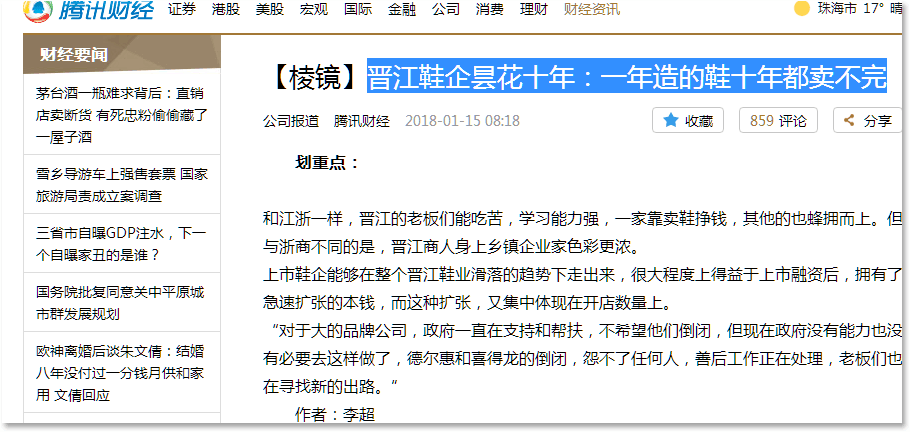 腾讯财经 证券 港股 美股 宏观 国际 金融 公司 消费 理财 财经资讯 珠海市 17° 晴
财经要闻
茅台酒一瓶难求背后：直销
店卖断货 有死忠粉偷偷藏了
一屋子酒
雪乡导游车上强售套票 国家
旅游局责成立案调查
三省市自曝GDP注水，下一
个自曝家丑的是谁？
国务院批复同意关中平原城
市群发展规划
欧神离婚后谈朱文倩：结婚
八年没付过一分钱月供和家
用 文倩回应
【棱镜】晋江鞋企昙花十年：一年造的鞋十年都卖不完
公司报道 腾讯财经 2018-01-15 08:18 收藏 859 评论 分享
划重点：
和江浙一样，晋江的老板们能吃苦，学习能力强，一家靠卖鞋挣钱，其他的也蜂拥而上。但
与浙商不同的是，晋江商人身上乡镇企业家色彩更浓。
上市鞋企能够在整个晋江鞋业滑落的趋势下走出来，很大程度上得益于上市融资后，拥有了
急速扩张的本钱，而这种扩张，又集中体现在开店数量上。
“对于大的品牌公司，政府一直在支持和帮扶，不希望他们倒闭，但现在政府没有能力也没
有必要去这样做了，德尔惠和喜得龙的倒闭，怨不了任何人，善后工作正在处理，老板们也
在寻找新的出路。“
作者：李超